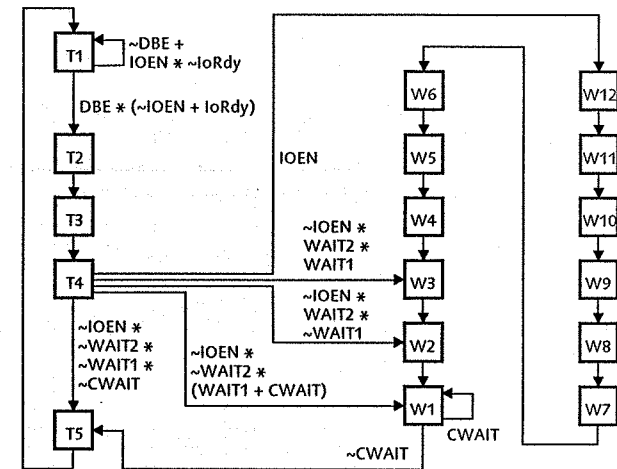 T1
~DBE +
IOEN * ~IoRdy
DBE * (~IOEN + IoRdy)
T2
T3
T4
IOEN
~IOEN *
WAIT2 *
WAIT1
~IOEN *
WAIT2 *
~WAIT1
~IOEN *
~WAIT2 *
(WAIT1 + CWAIT)
~IOEN *
~WAIT2 *
~WAIT1 *
~CWAIT
T5
~CWAIT
W6
W5
W4
W3
W2
W1
CWAIT
W12
W11
W10
W9
W8
W7